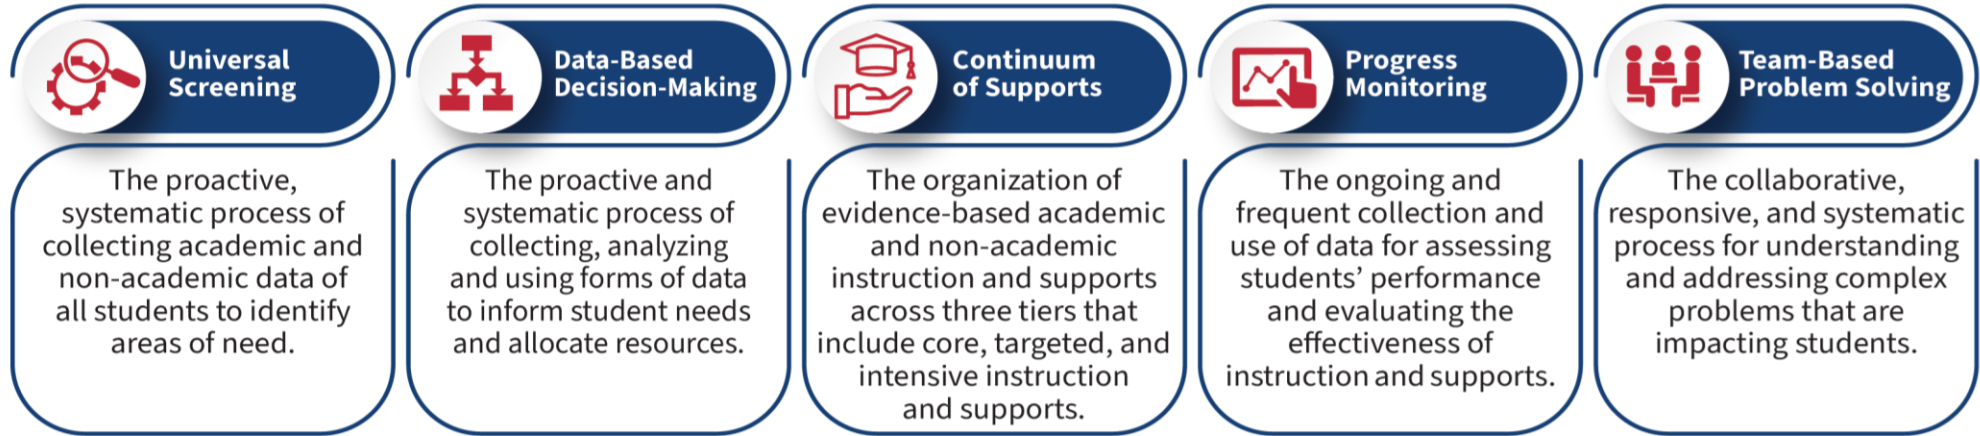 Universal
Screening
The proactive,
systematic process of
collecting academic and
non-academic data of
all students to identify
areas of need.
Data-Based
Decision-Making
The proactive and
systematic process of
collecting, analyzing
and using forms of data
to inform student needs
and allocate resources.
Continuum
of Supports
The organization of
evidence-based academic
and non-academic
instruction and supports
across three tiers that
include core, targeted, and
intensive instruction
and supports.
Progress
Monitoring
The ongoing and
frequent collection and
use of data for assessing
students’ performance
and evaluating the
effectiveness of
instruction and supports.
Team-Based
Problem Solving
The collaborative,
responsive, and systematic
process for understanding
and addressing complex
problems that are
impacting students.